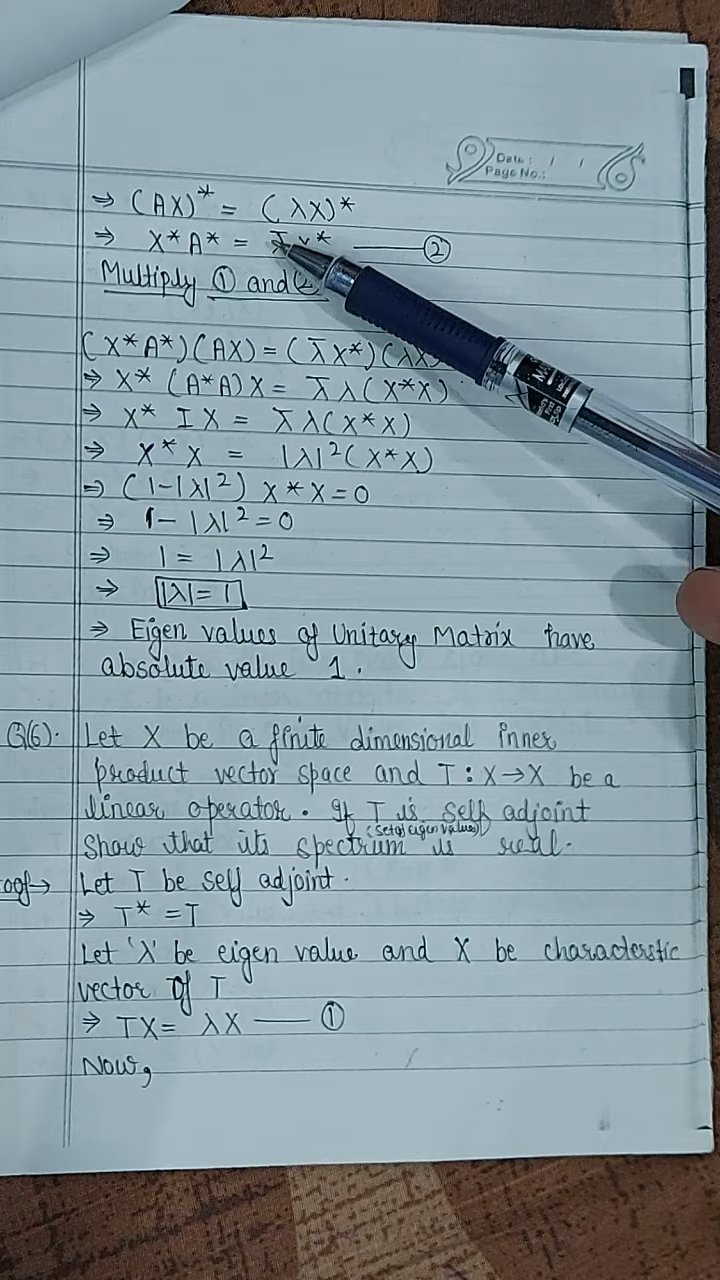 Date: / /
Page No.:
⇒ (AX)* = (λX)*
⇒ X*A* = λ̄ X* —— ②
Multiply ① and ②
(X*A*)(AX) = (λ̄X*)(λX
⇒ X* (A*A) X = λ̄λ(X*X)
⇒ X* I X = λ̄λ(X*X)
⇒ X*X = |λ|²(X*X)
⇒ (1-|λ|²) X*X=0
⇒ 1-|λ|²=0
⇒ 1 = |λ|²
⇒ |λ|= 1
⇒ Eigen values of Unitary Matrix have
absolute value 1.
Q(6). Let X be a finite dimensional inner
product vector space and T: X→X be a
linear operator. If T is self adjoint
(set of eigen values)
Show that its spectrum is real.
oof→ Let T be self adjoint.
⇒ T* =T
Let 'λ' be eigen value and X be characterstic
vector of T
⇒ TX= λX —— ①
Now,